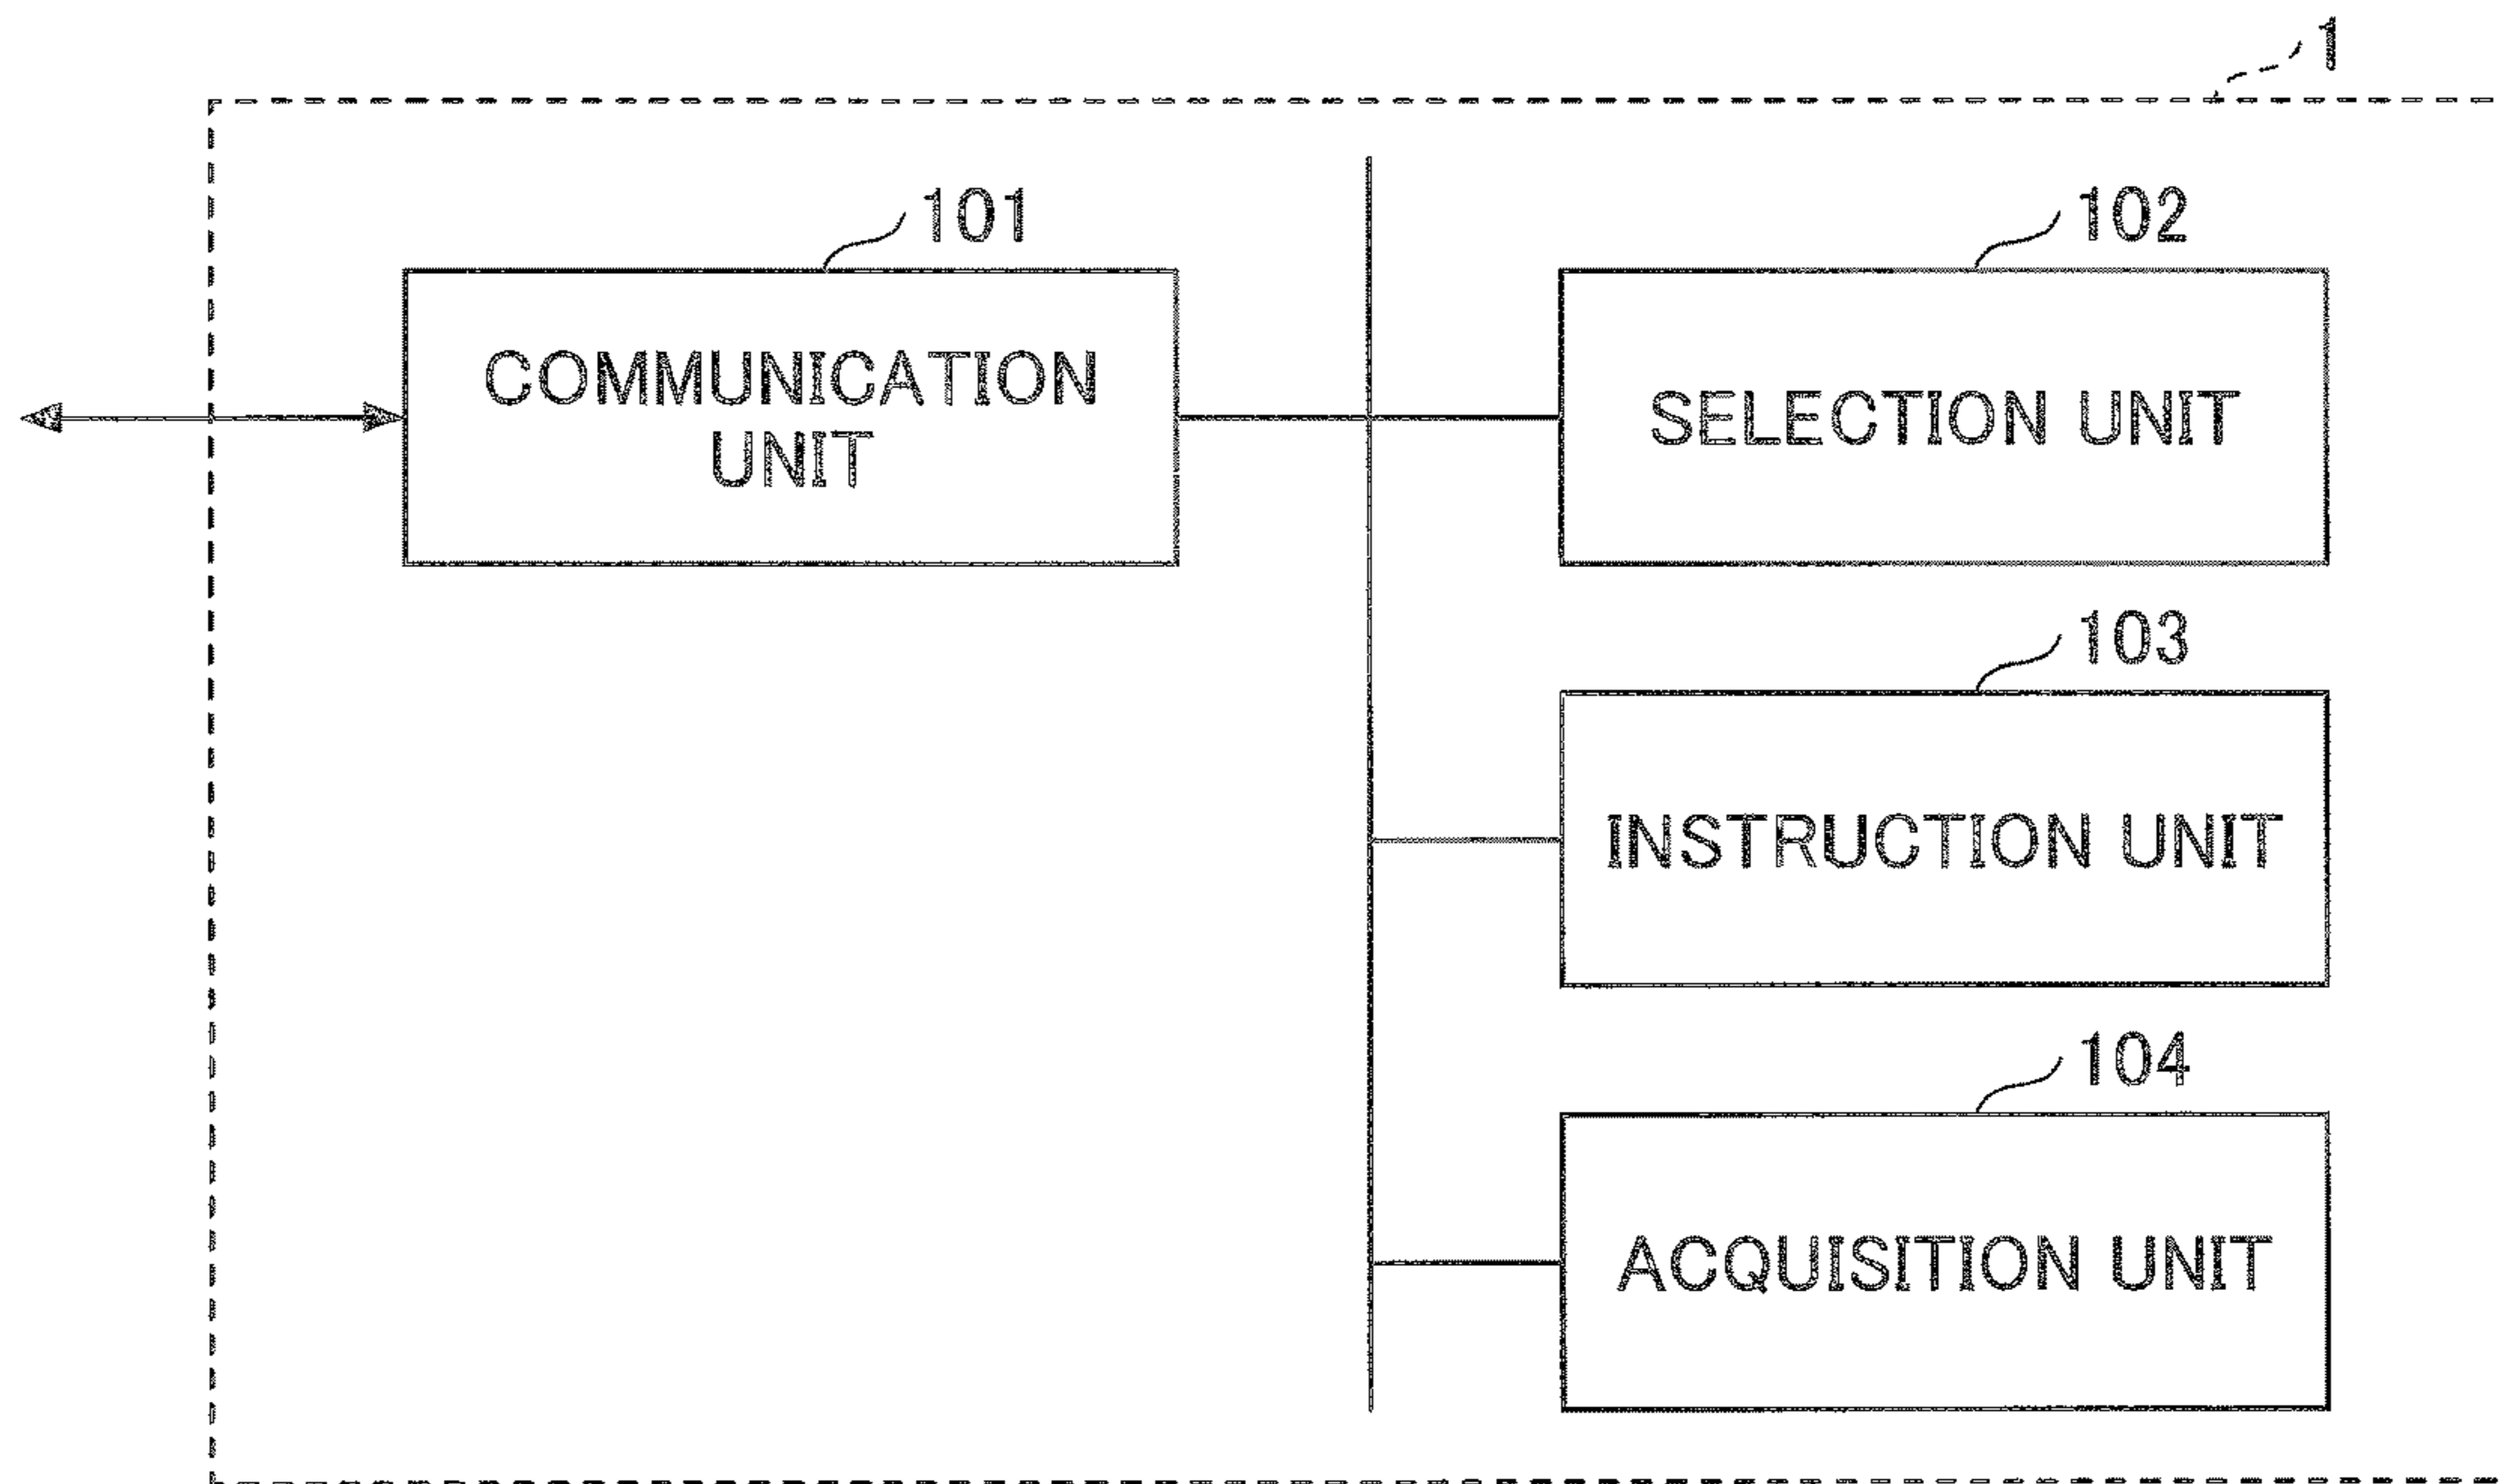 1
101
102
COMMUNICATION
UNIT
SELECTION UNIT
103
INSTRUCTION UNIT
104
ACQUISITION UNIT